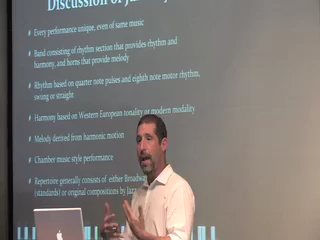 Discussion of
Every performance unique, even of same music
Band consisting of rhythm section that provides rhythm and
harmony, and horns that provide melody
Rhythm based on quarter note pulses and eighth note motor rhythm,
swung or straight
Harmony based on Western European tonality or modern modality
Melody derived from harmonic motion
Chamber music style performance
Repertoire generally consists of either Broadway
(standards) or original compositions by Jazz